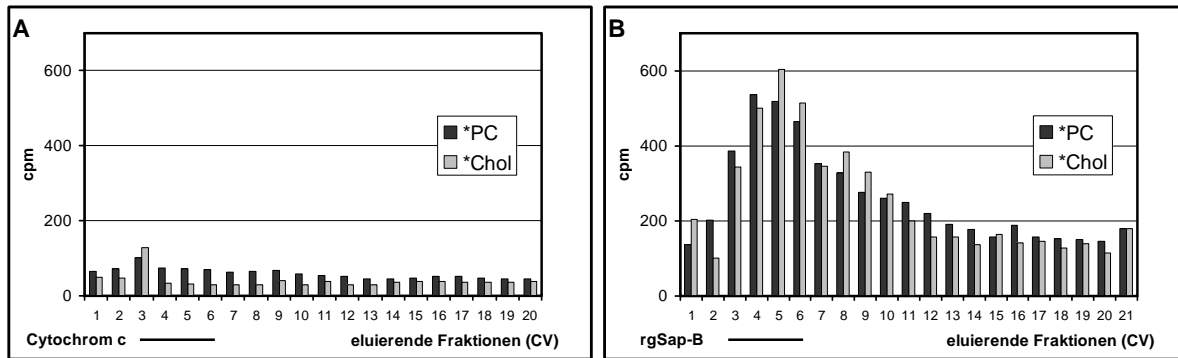 A
600
400
200
0
cpm
*PC
*Chol
1 2 3 4 5 6 7 8 9 10 11 12 13 14 15 16 17 18 19 20
Cytochrom c
eluierende Fraktionen (CV)
B
600
400
200
0
cpm
*PC
*Chol
1 2 3 4 5 6 7 8 9 10 11 12 13 14 15 16 17 18 19 20 21
rgSap-B
eluierende Fraktionen (CV)